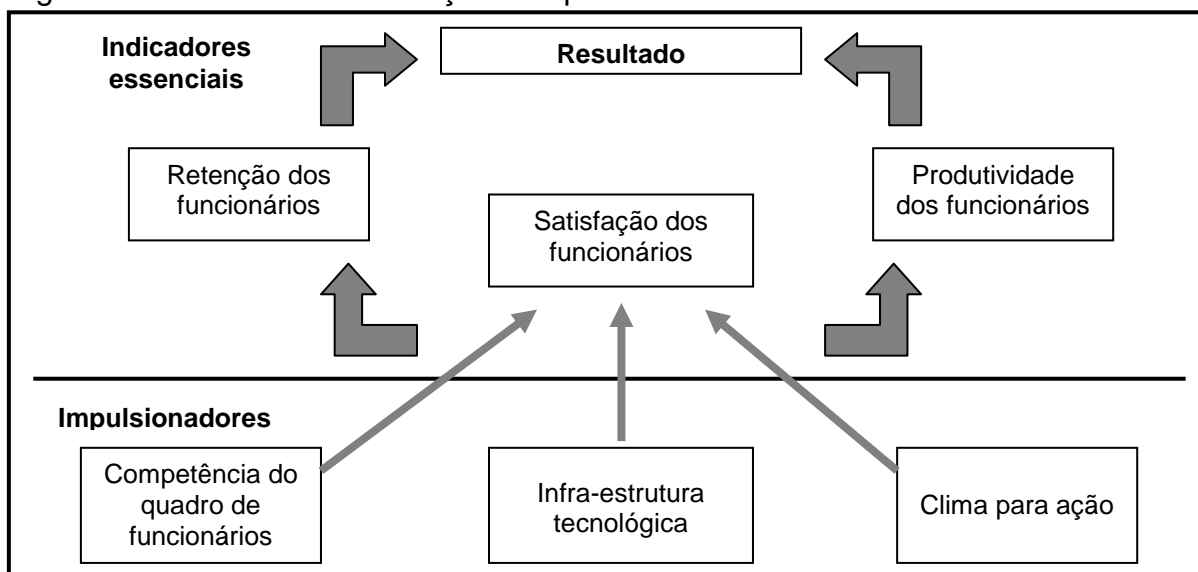 Indicadores
essenciais
Resultado
Retenção dos
funcionários
Satisfação dos
funcionários
Produtividade
dos funcionários
Impulsionadores
Competência do
quadro de
funcionários
Infra-estrutura
tecnológica
Clima para ação